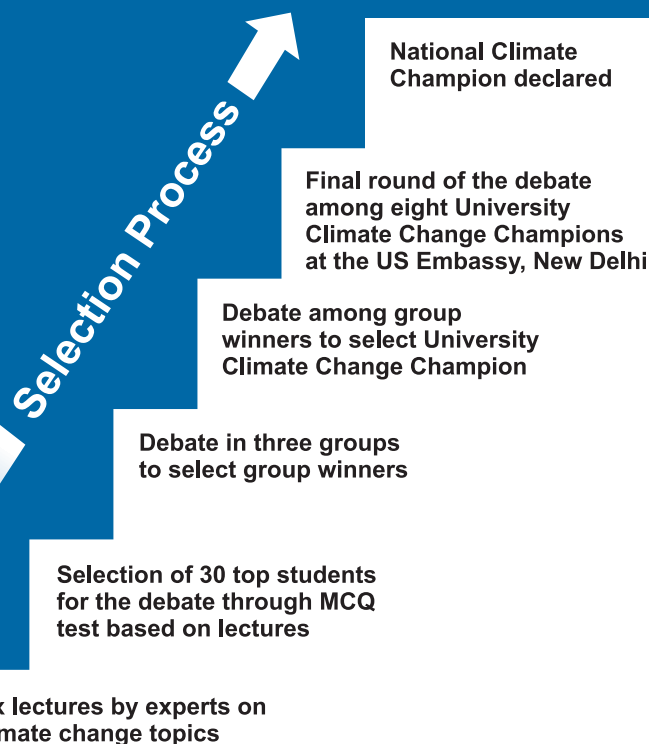 National Climate
Champion declared
Selection Process
Final round of the debate
among eight University
Climate Change Champions
at the US Embassy, New Delhi
Debate among group
winners to select University
Climate Change Champion
Debate in three groups
to select group winners
Selection of 30 top students
for the debate through MCQ
test based on lectures
lectures by experts on
change topics